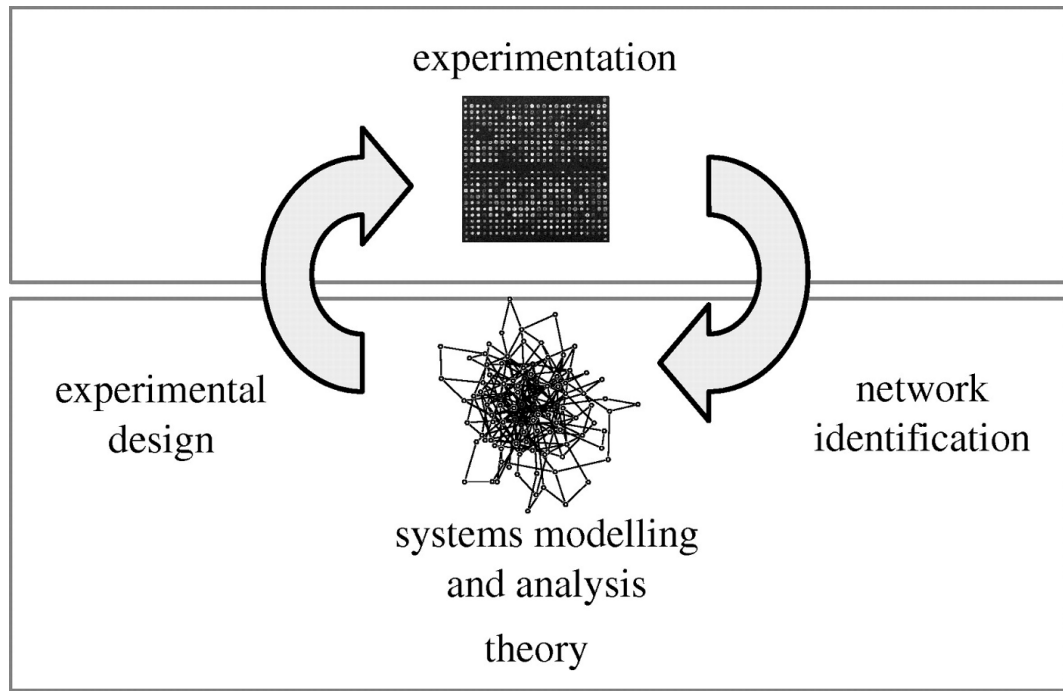 experimentation
experimental
design
network
identification
systems modelling
and analysis
theory